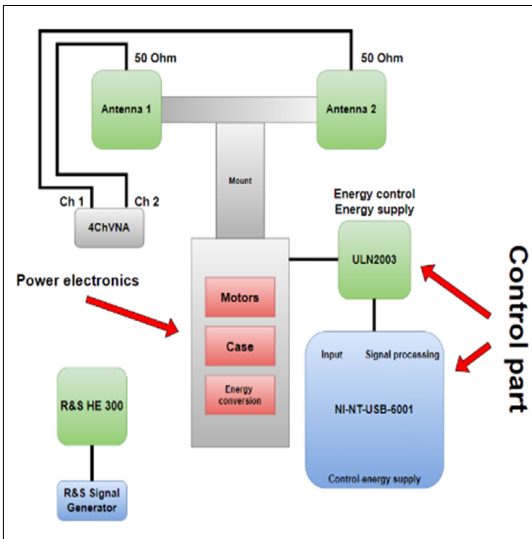 50 Ohm
50 Ohm
Antenna 1
Antenna 2
Mount
Ch 1
Ch 2
4ChVNA
Energy control
Energy supply
ULN2003
Control part
Power electronics
Motors
Case
Energy
conversion
Input
Signal processing
NI-NT-USB-6001
Control energy supply
R&S HE 300
R&S Signal
Generator